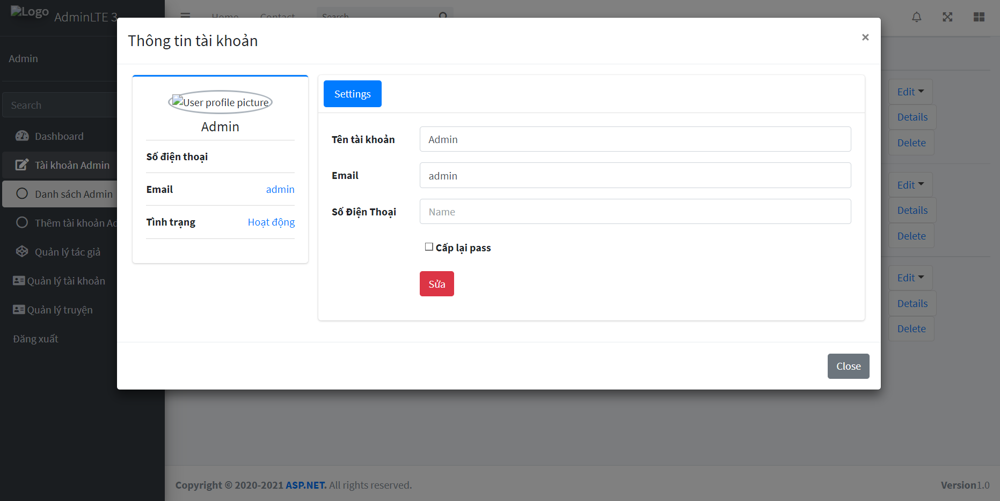 Logo AdminLTE 3
Home Contact Search
Admin
Search
Dashboard
Tài khoản Admin
Danh sách Admin
Thêm tài khoản Ad
Quản lý tác giả
Quản lý tài khoản
Quản lý truyện
Đăng xuất
Thông tin tài khoản
×
User profile picture
Admin
Số điện thoại
Email admin
Tình trạng Hoạt động
Settings
Tên tài khoản Admin
Email admin
Số Điện Thoại Name
Cấp lại pass
Sửa
Close
Edit
Details
Delete
Edit
Details
Delete
Edit
Details
Delete
Copyright © 2020-2021 ASP.NET. All rights reserved.
Version1.0